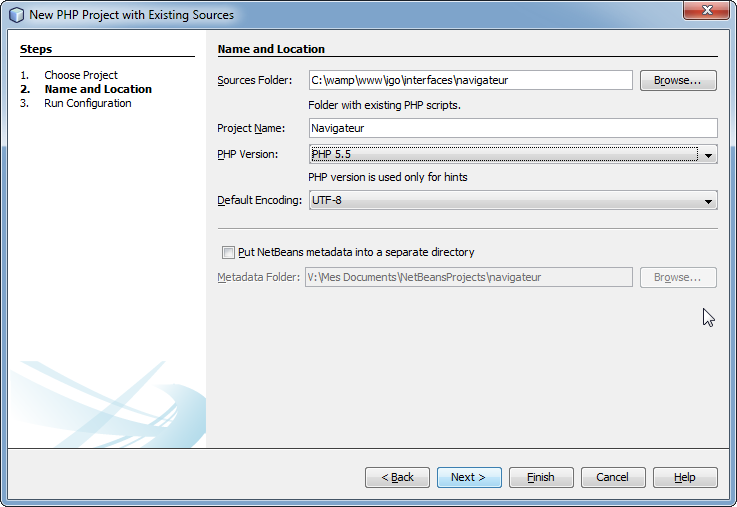 New PHP Project with Existing Sources
Steps
1. Choose Project
2. Name and Location
3. Run Configuration
Name and Location
Sources Folder: C:\wamp\www\igo\interfaces\navigateur Browse...
Folder with existing PHP scripts.
Project Name: Navigateur
PHP Version: PHP 5.5
PHP version is used only for hints
Default Encoding: UTF-8
Put NetBeans metadata into a separate directory
Metadata Folder: V:\Mes Documents\NetBeansProjects\navigateur Browse...
< Back Next > Finish Cancel Help